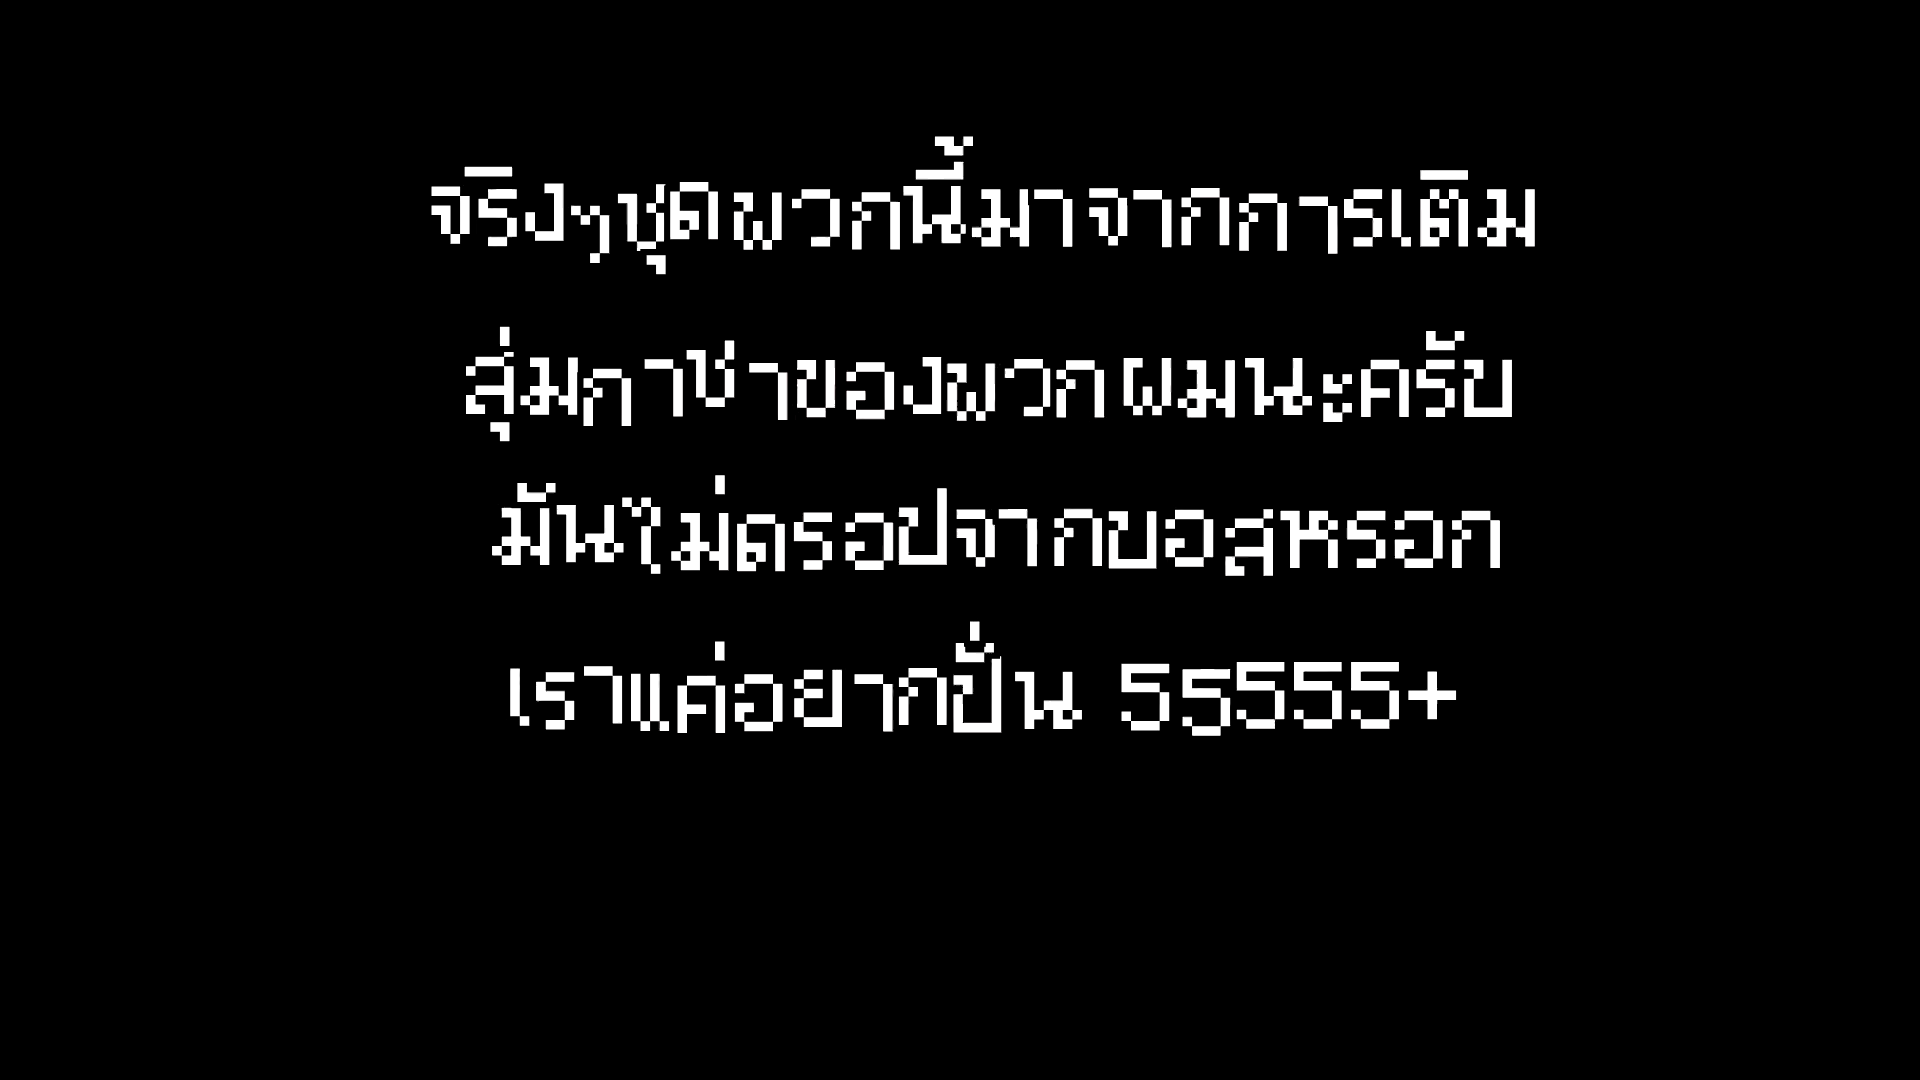 จริงๆชุดพวกนี้มาจากการเติม
สุ่มกาชาของพวกผมนะครับ
มันไม่ดรอปจากบอสหรอก
เราแค่อยากปั่น 55555+